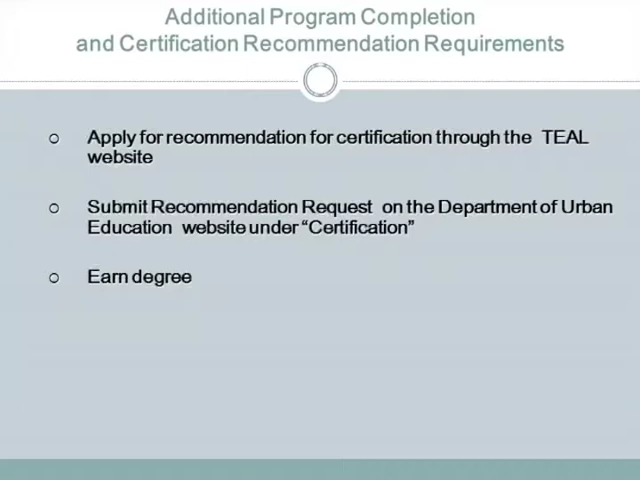 Additional Program Completion
and Certification Recommendation Requirements
Apply for recommendation for certification through the TEAL
website
Submit Recommendation Request on the Department of Urban
Education website under “Certification”
Earn degree